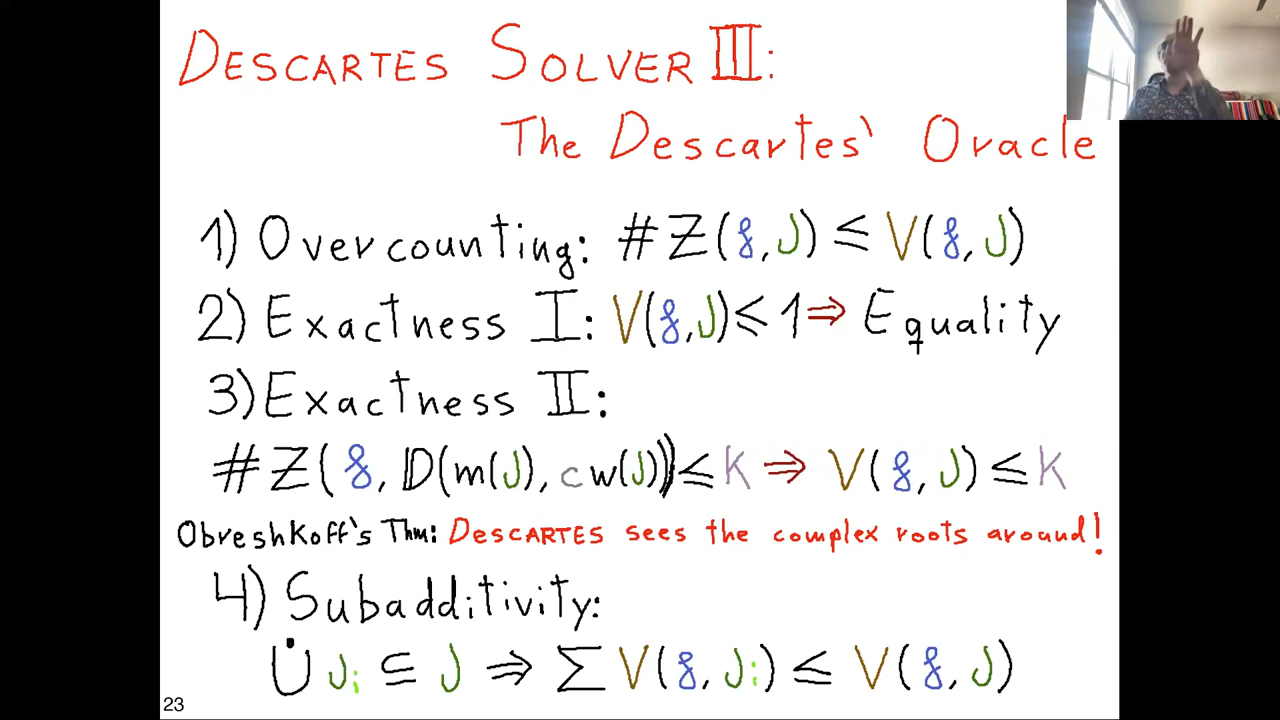 DESCARTES SOLVER III:
The Descartes' Oracle
1) Overcounting: #Z(f,J) ≤ V(f,J)
2) Exactness I: V(f,J) ≤ 1 ⇒ Equality
3) Exactness II:
#Z(f, D(m(J), cw(J))) ≤ K ⇒ V(f,J) ≤ K
Obreshkoff's Thm: DESCARTES sees the complex roots around!
4) Subadditivity:
⨃ Ji ⊆ J ⇒ ∑ V(f,Ji) ≤ V(f,J)
23